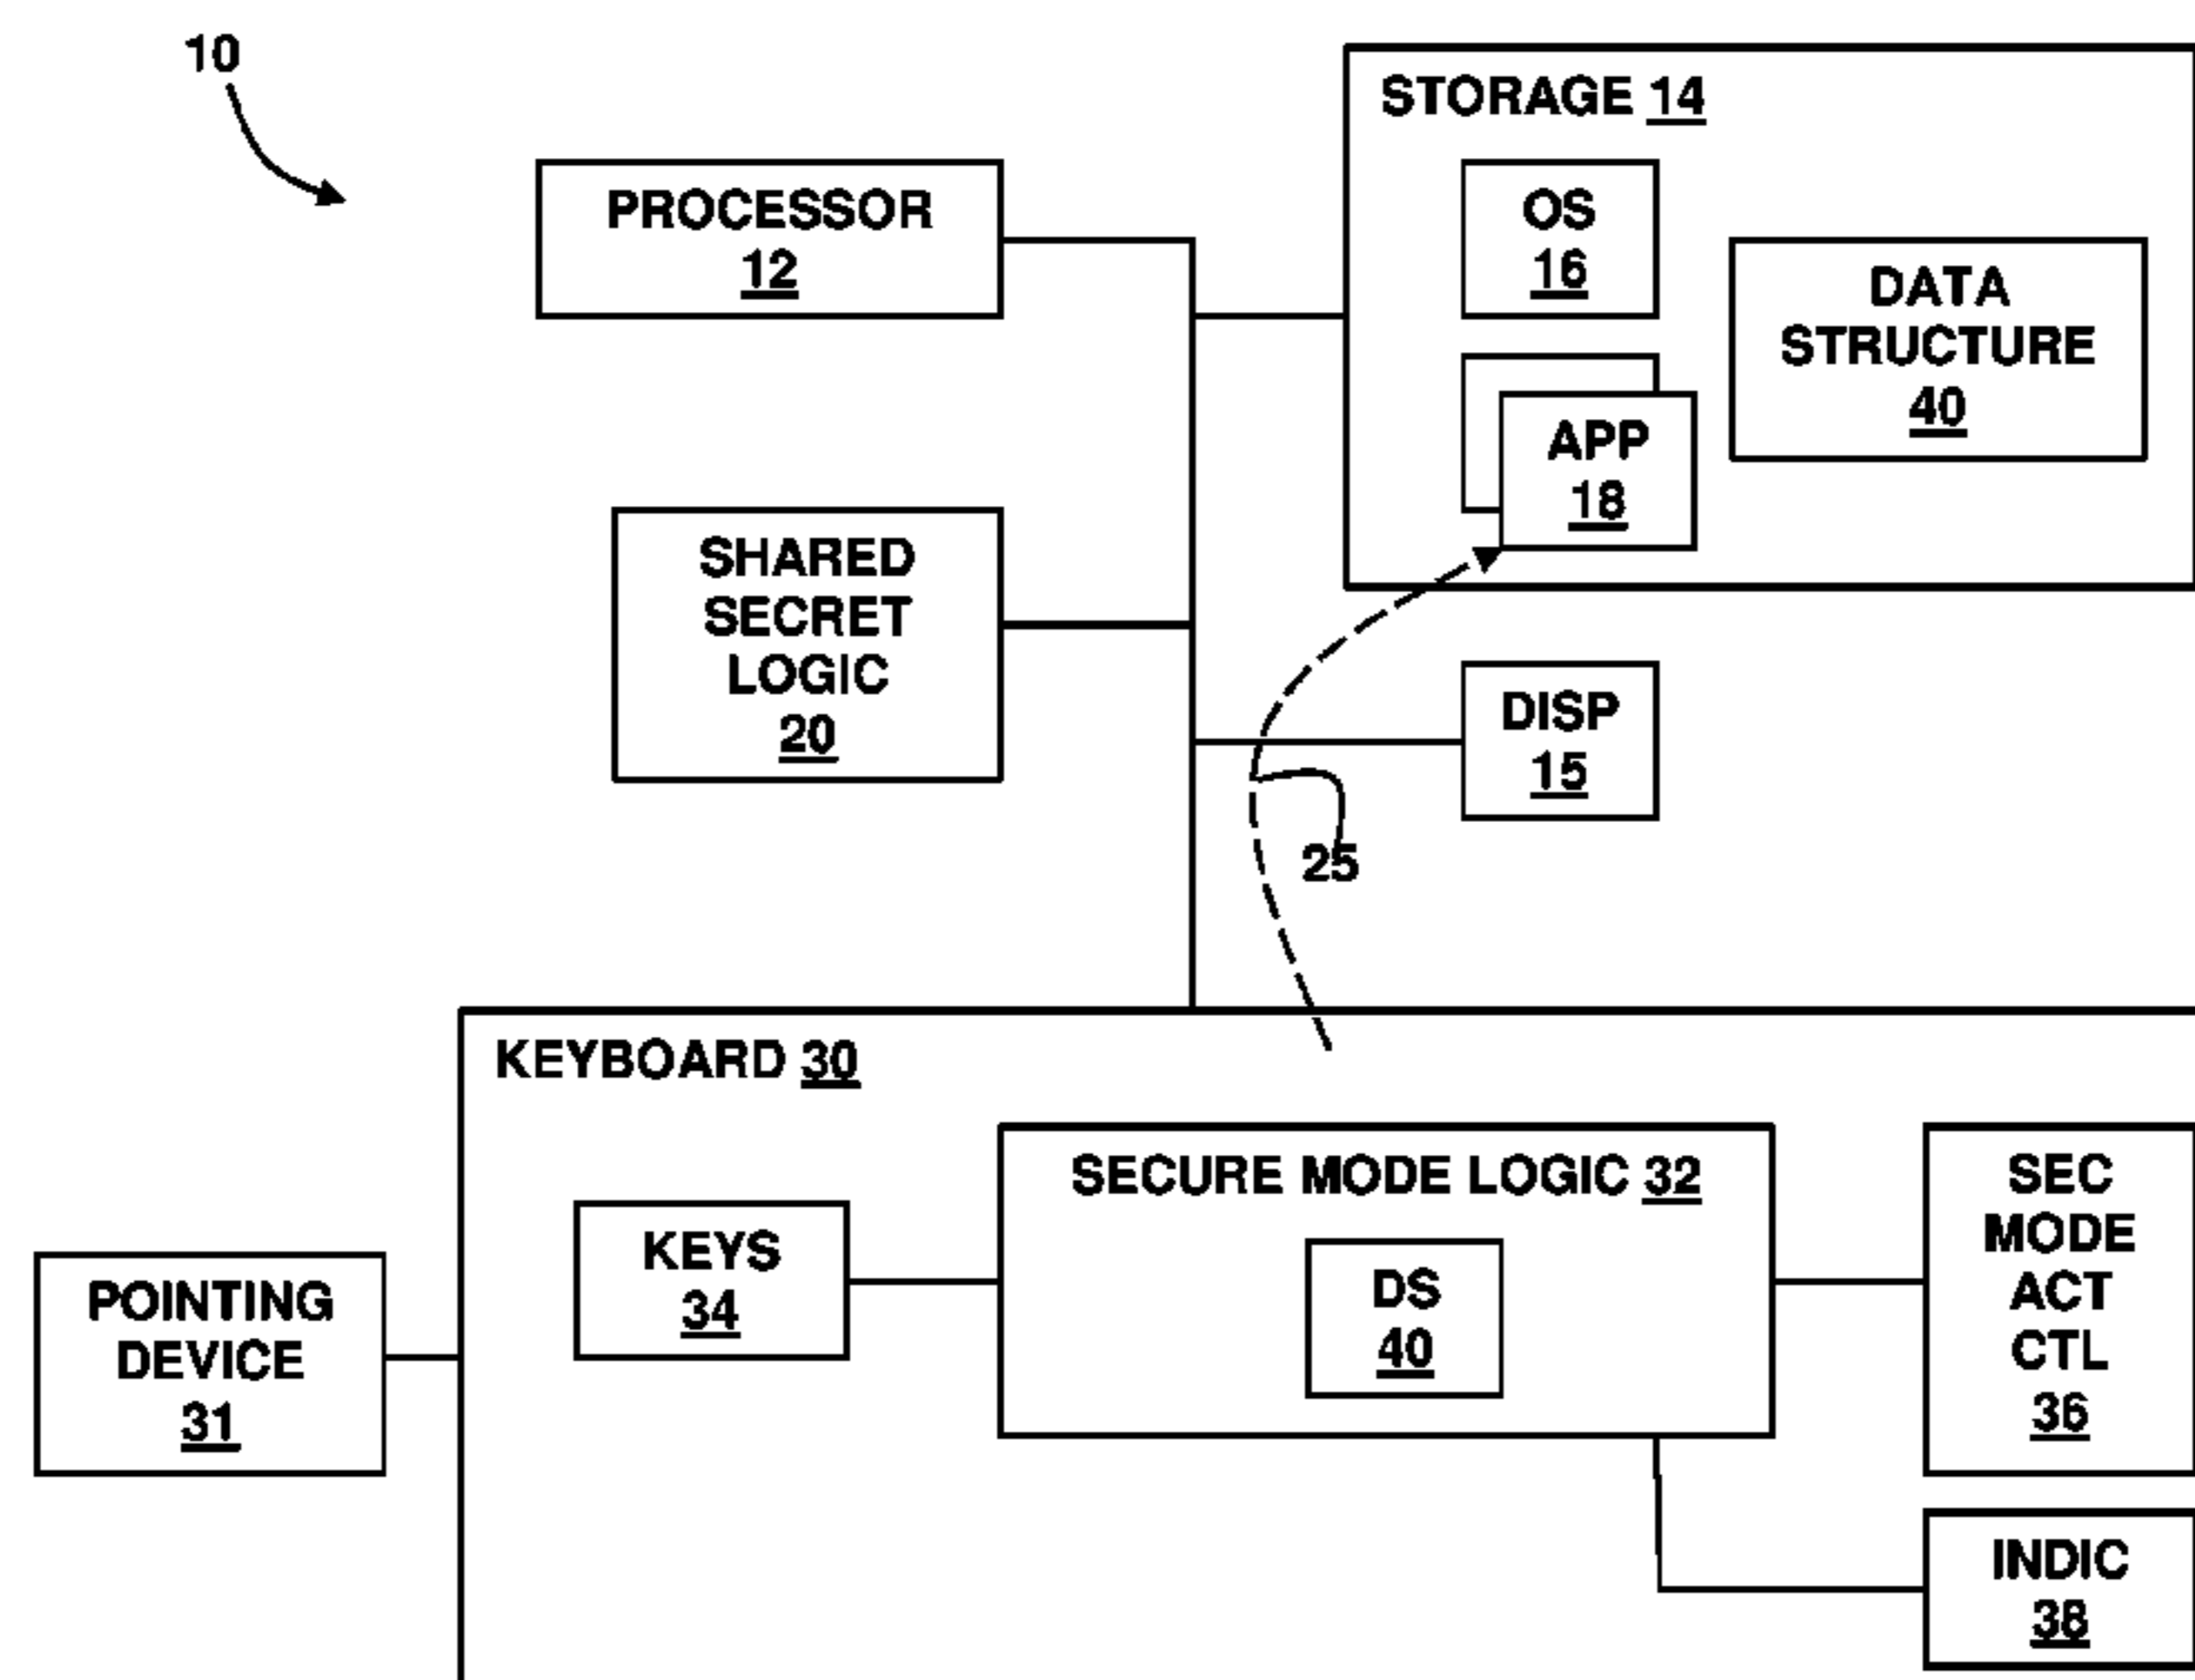 10
PROCESSOR
12
STORAGE 14
OS
16
DATA
STRUCTURE
40
APP
18
SHARED
SECRET
LOGIC
20
DISP
15
25
KEYBOARD 30
POINTING
DEVICE
31
KEYS
34
SECURE MODE LOGIC 32
DS
40
SEC
MODE
ACT
CTL
36
INDIC
38